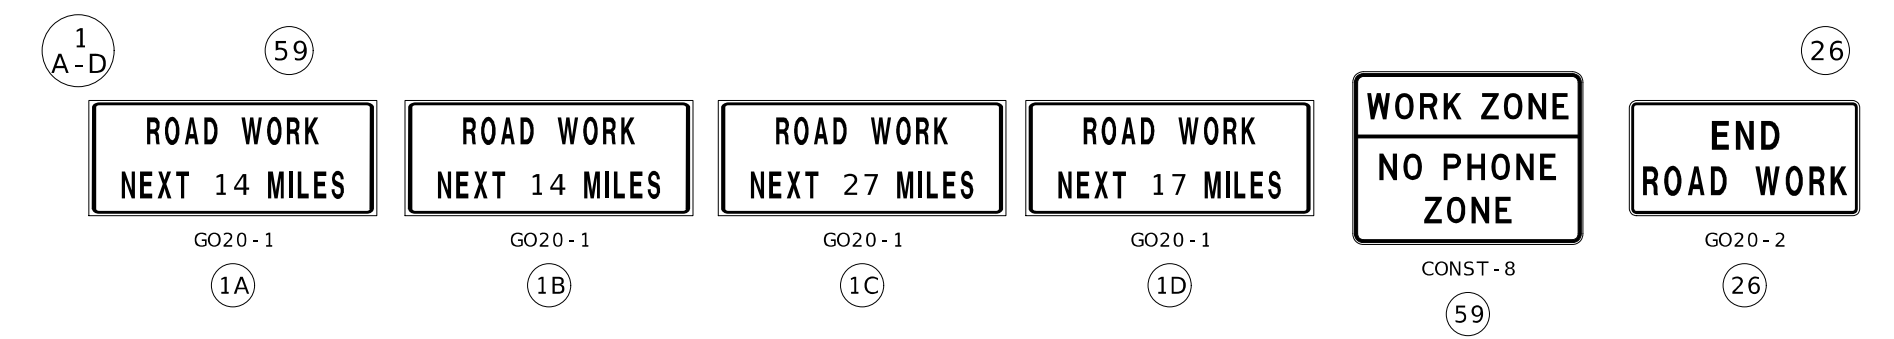 1
A-D
59
26
ROAD WORK
NEXT 14 MILES
GO20-1
1A
ROAD WORK
NEXT 14 MILES
GO20-1
1B
ROAD WORK
NEXT 27 MILES
GO20-1
1C
ROAD WORK
NEXT 17 MILES
GO20-1
1D
WORK ZONE
NO PHONE
ZONE
CONST-8
59
END
ROAD WORK
GO20-2
26